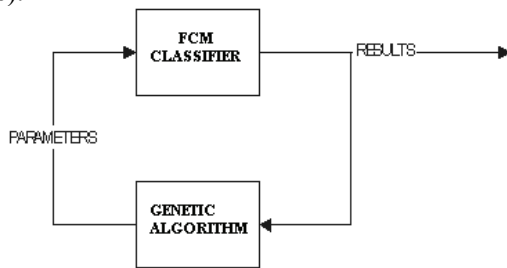 FCM
CLASSIFIER
RESULTS
PARAMETERS
GENETIC
ALGORITHM